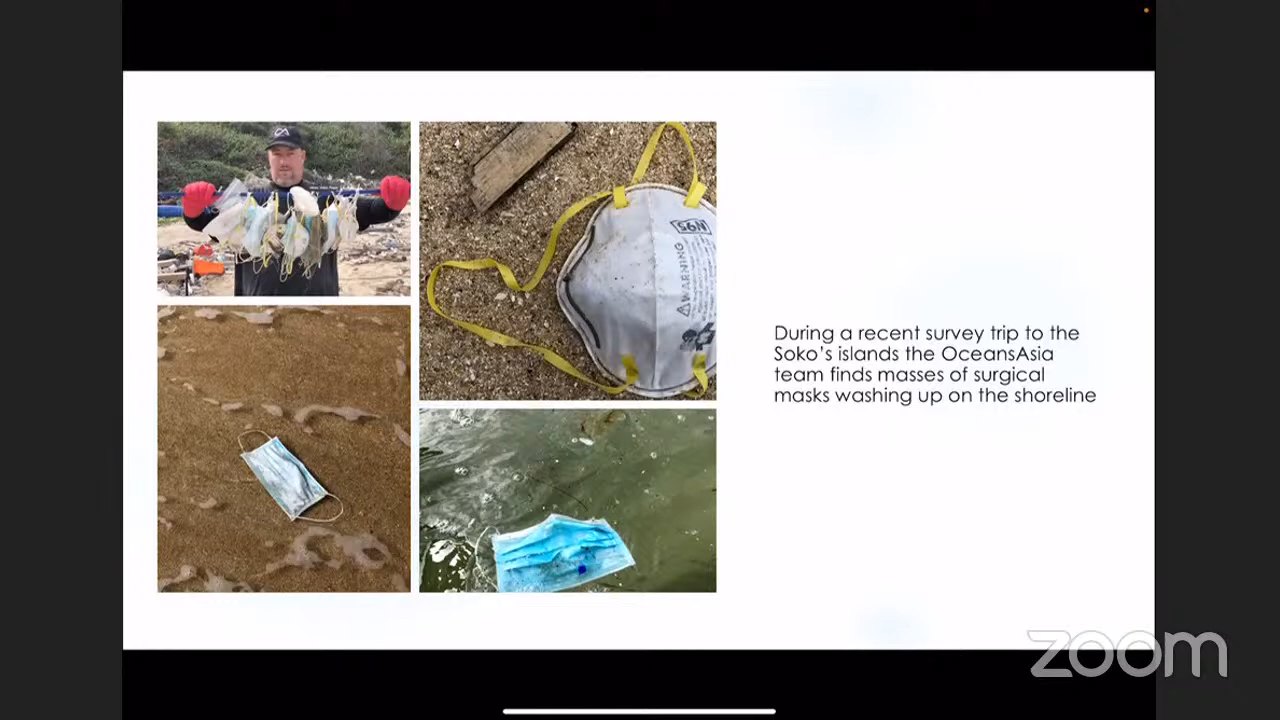 During a recent survey trip to the
Soko's islands the OceansAsia
team finds masses of surgical
masks washing up on the shoreline
N95
WARNING
zoom